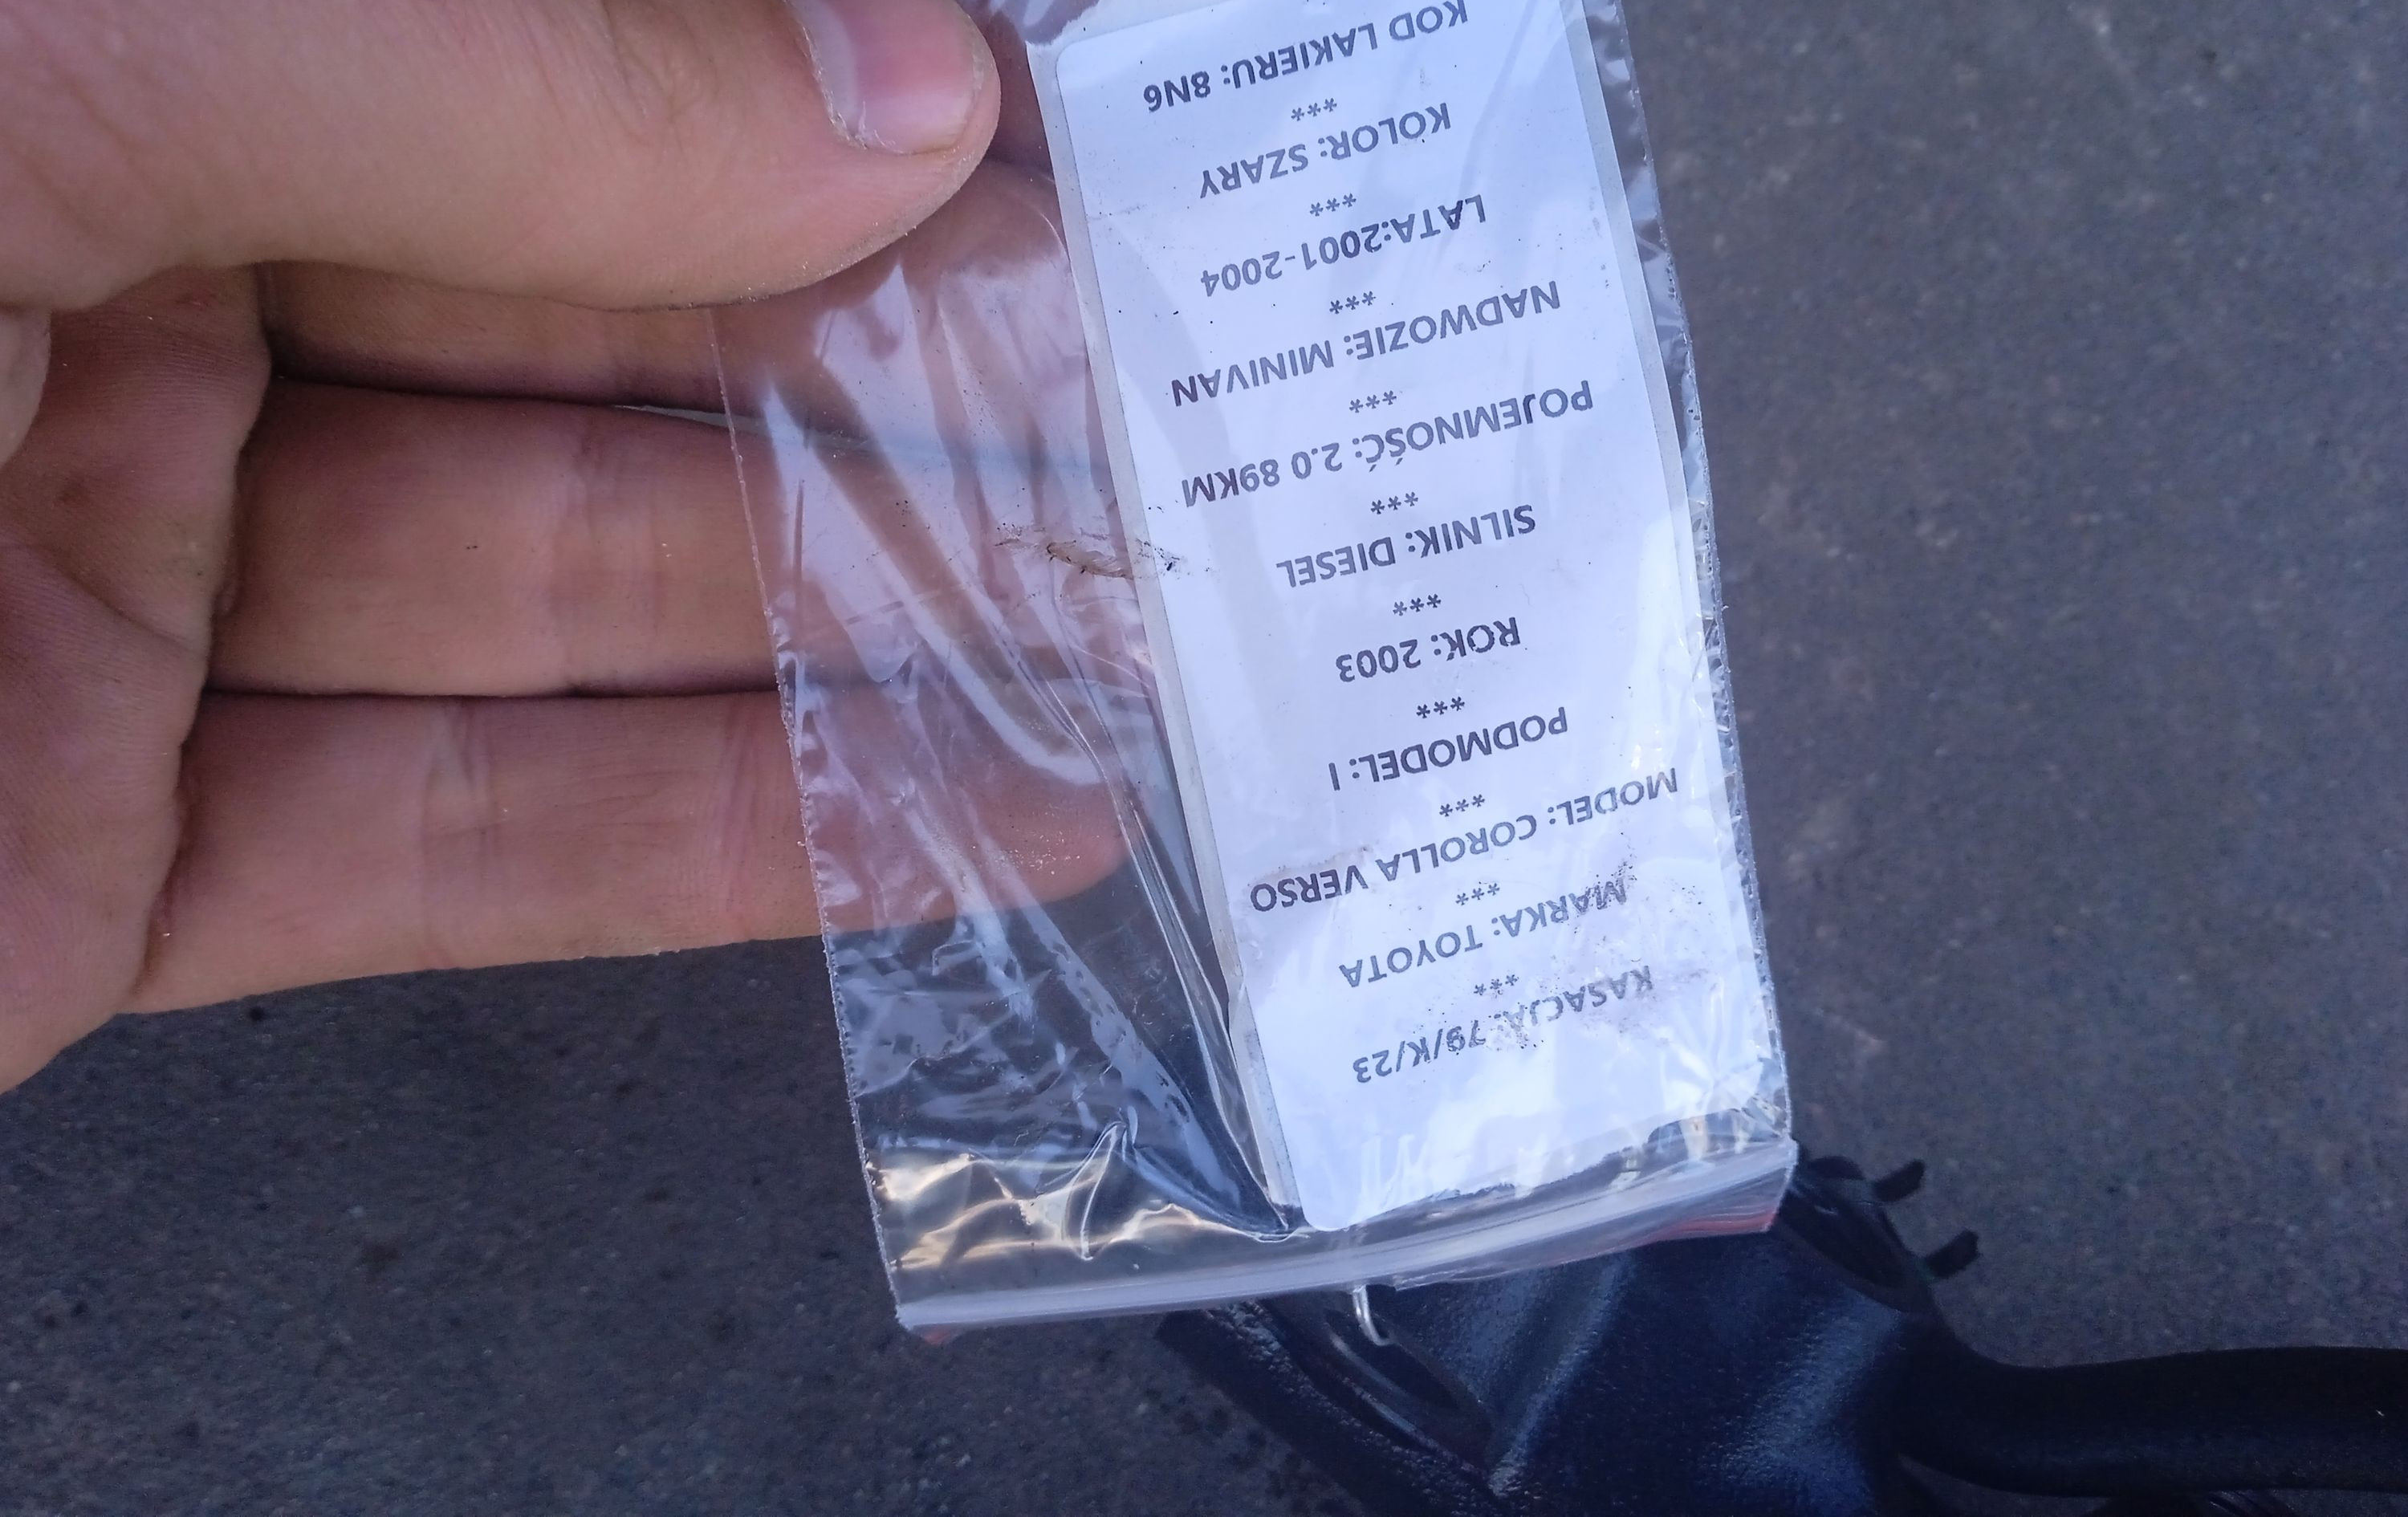 KASACJA: 79/K/23
***
MARKA: TOYOTA
***
MODEL: COROLLA VERSO
***
PODMODEL: I
***
ROK: 2003
***
SILNIK: DIESEL
***
POJEMNOŚĆ: 2.0 89KM
***
NADWOZIE: MINIVAN
***
LATA:2001-2004
***
KOLOR: SZARY
***
KOD LAKIERU: 8N6